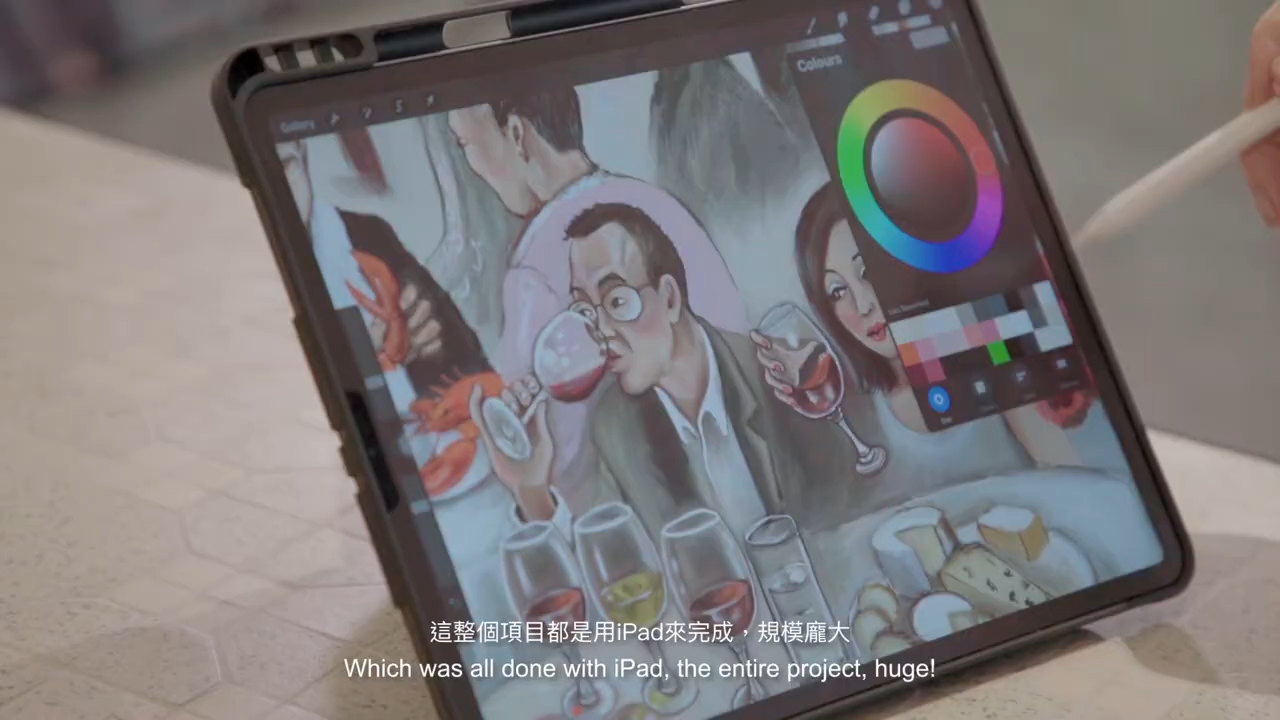 Gallery
Colours
這整個項目都是用iPad來完成，規模龐大
Which was all done with iPad, the entire project, huge!